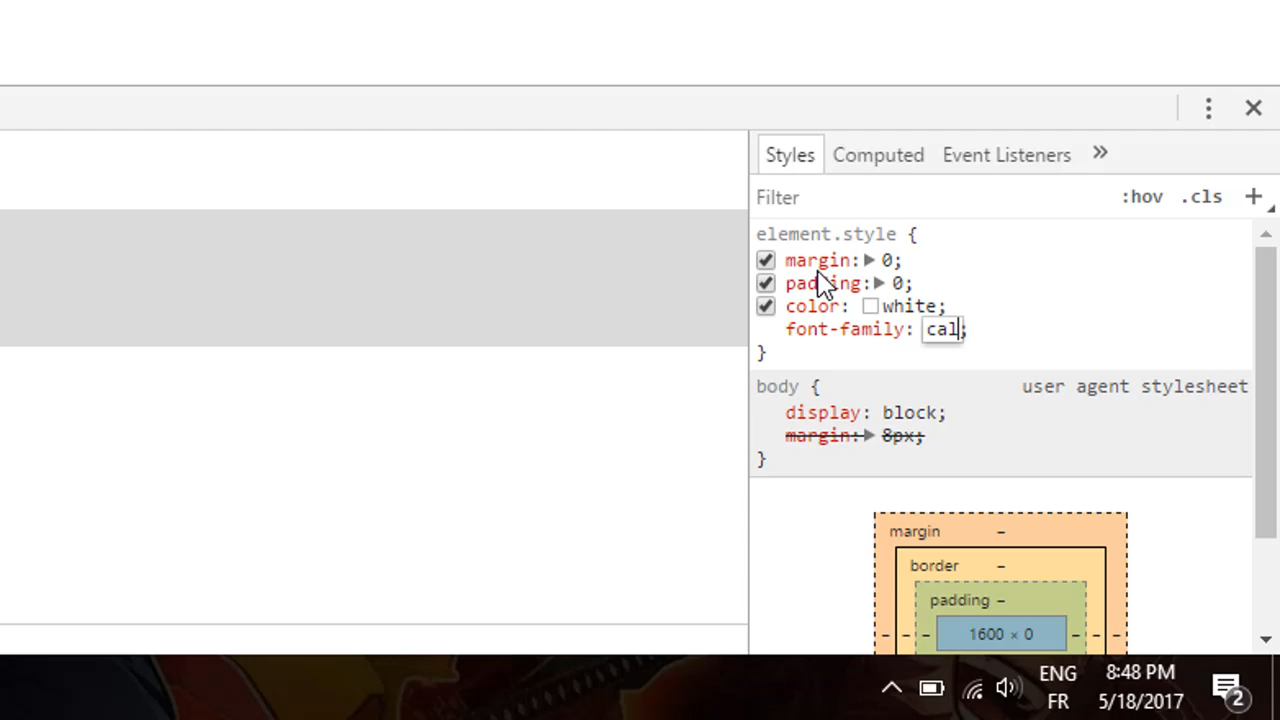 Styles Computed Event Listeners »
Filter :hov .cls +
element.style {
margin: 0;
padding: 0;
color: white;
font-family: cal;
}
body { user agent stylesheet
display: block;
margin: 8px;
}
margin –
border –
padding –
– – – 1600 × 0 – – –
ENG 8:48 PM
FR 5/18/2017 2